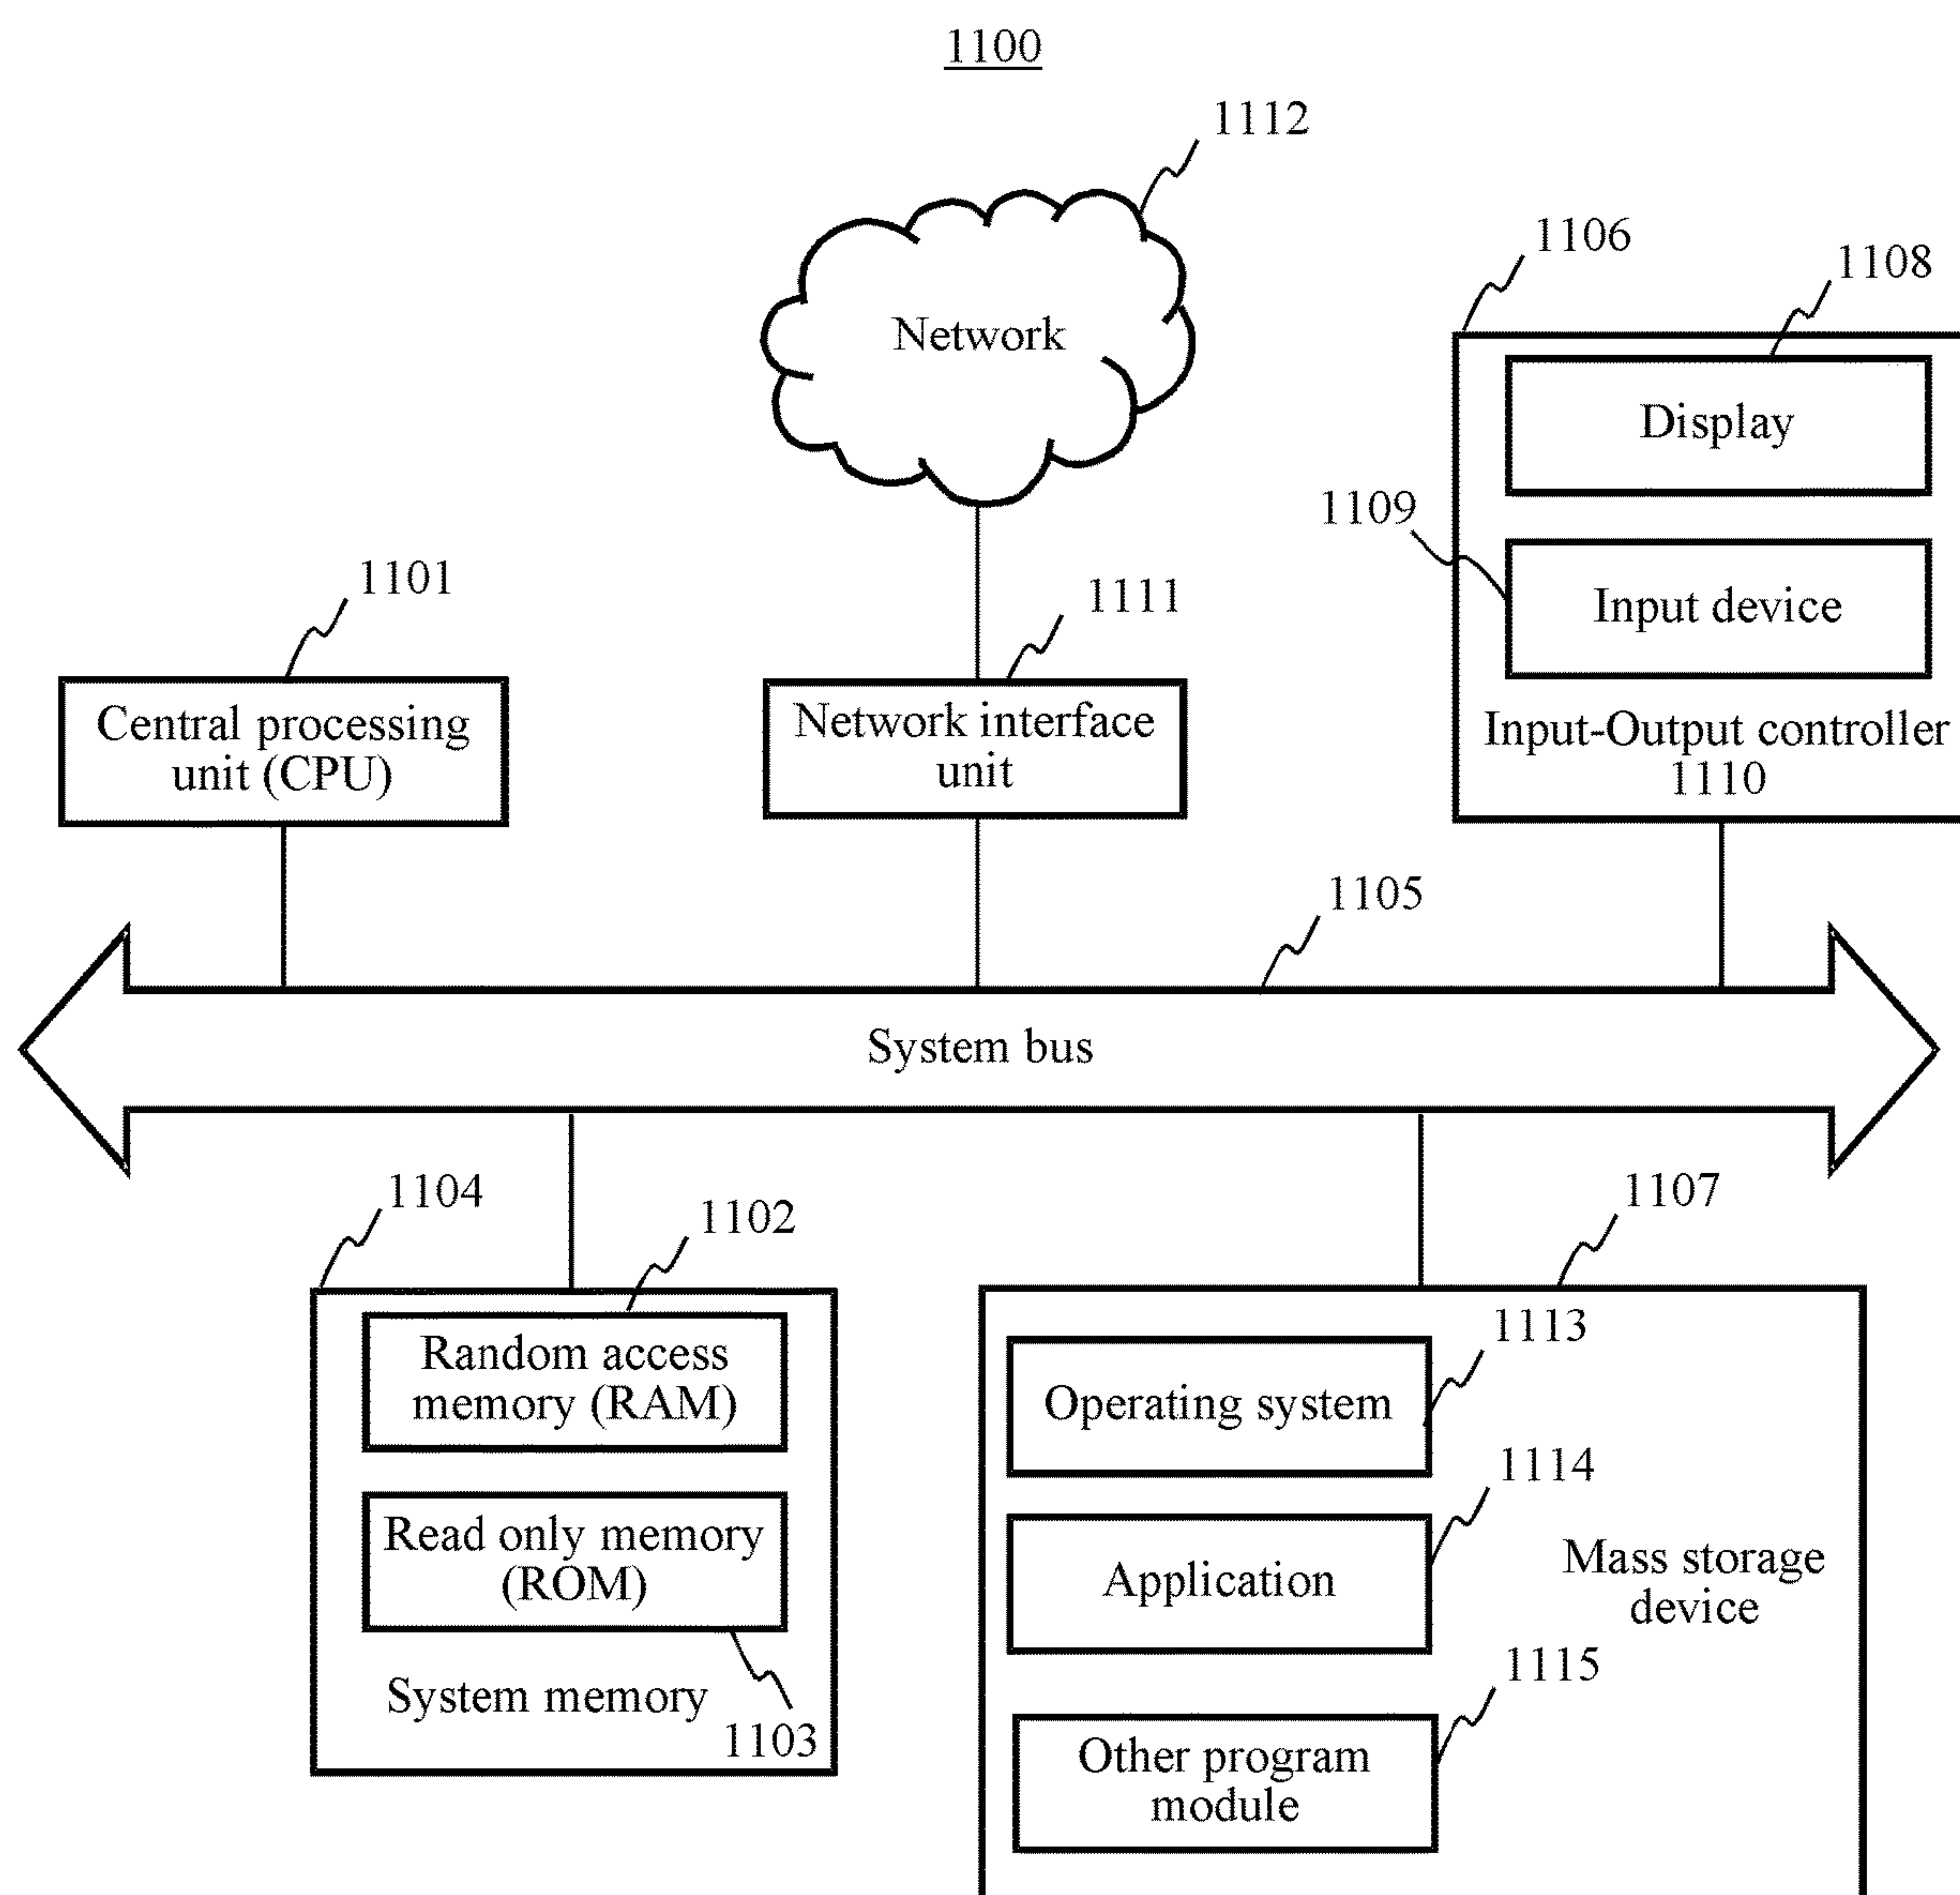 1100
1112
Network
1106
1108
Display
1109
Input device
Input-Output controller
1110
1101
Central processing
unit (CPU)
1111
Network interface
unit
1105
System bus
1104
1102
Random access
memory (RAM)
Read only memory
(ROM)
System memory
1103
1107
1113
Operating system
1114
Application
Mass storage
device
1115
Other program
module